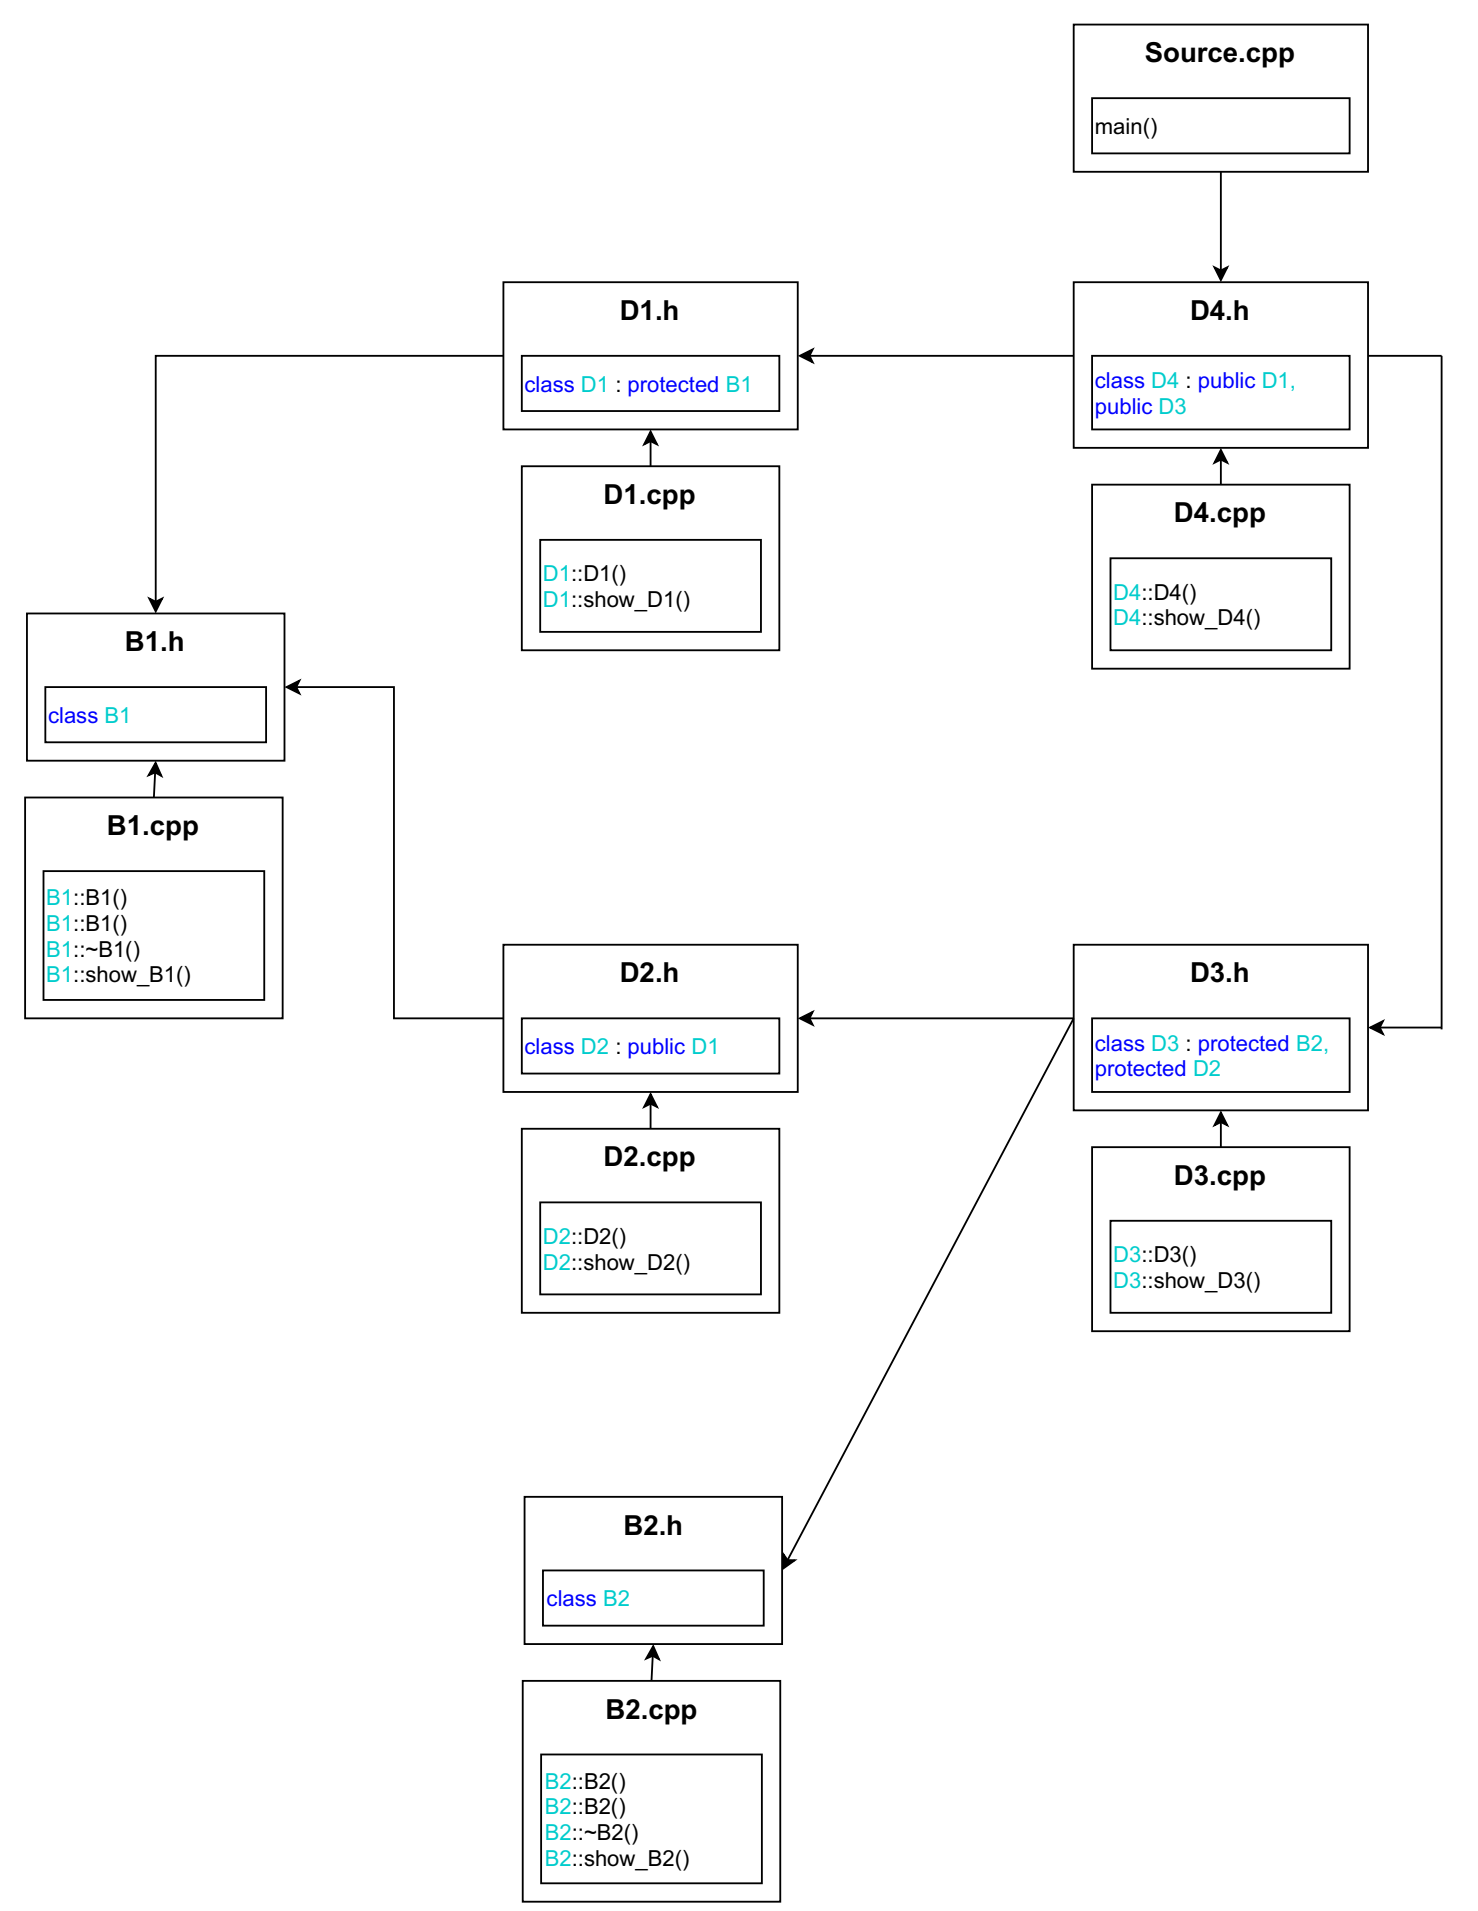 Source.cpp
main()
D1.h
class D1 : protected B1
D4.h
class D4 : public D1,
public D3
D1.cpp
D1::D1()
D1::show_D1()
D4.cpp
D4::D4()
D4::show_D4()
B1.h
class B1
B1.cpp
B1::B1()
B1::B1()
B1::~B1()
B1::show_B1()
D2.h
class D2 : public D1
D3.h
class D3 : protected B2,
protected D2
D2.cpp
D2::D2()
D2::show_D2()
D3.cpp
D3::D3()
D3::show_D3()
B2.h
class B2
B2.cpp
B2::B2()
B2::B2()
B2::~B2()
B2::show_B2()